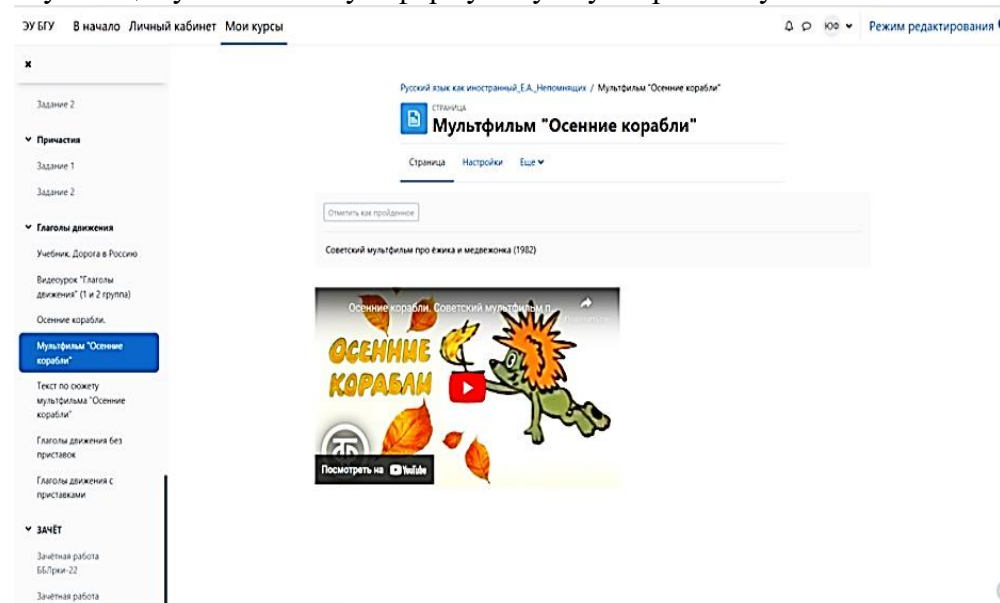 ЭУ БГУ В начало Личный кабинет Мои курсы ЮФ Режим редактирования
Задание 2
Причастия
Задание 1
Задание 2
Глаголы движения
Учебник. Дорога в Россию
Видеоурок "Глаголы
движения" (1 и 2 группа)
Осенние корабли.
Мультфильм "Осенние
корабли"
Текст по сюжету
мультфильма "Осенние
корабли"
Глаголы движения без
приставок
Глаголы движения с
приставками
ЗАЧЁТ
Зачётная работа
ББЛрки-22
Зачётная работа
Русский язык как иностранный_Е.А._Непомнящих / Мультфильм "Осенние корабли"
СТРАНИЦА
Мультфильм "Осенние корабли"
Страница Настройки Еще
Отметить как пройденное
Советский мультфильм про ёжика и медвежонка (1982)
Осенние корабли. Советский мультфильм п...
ОСЕННИЕ
КОРАБЛИ
Посмотреть на YouTube